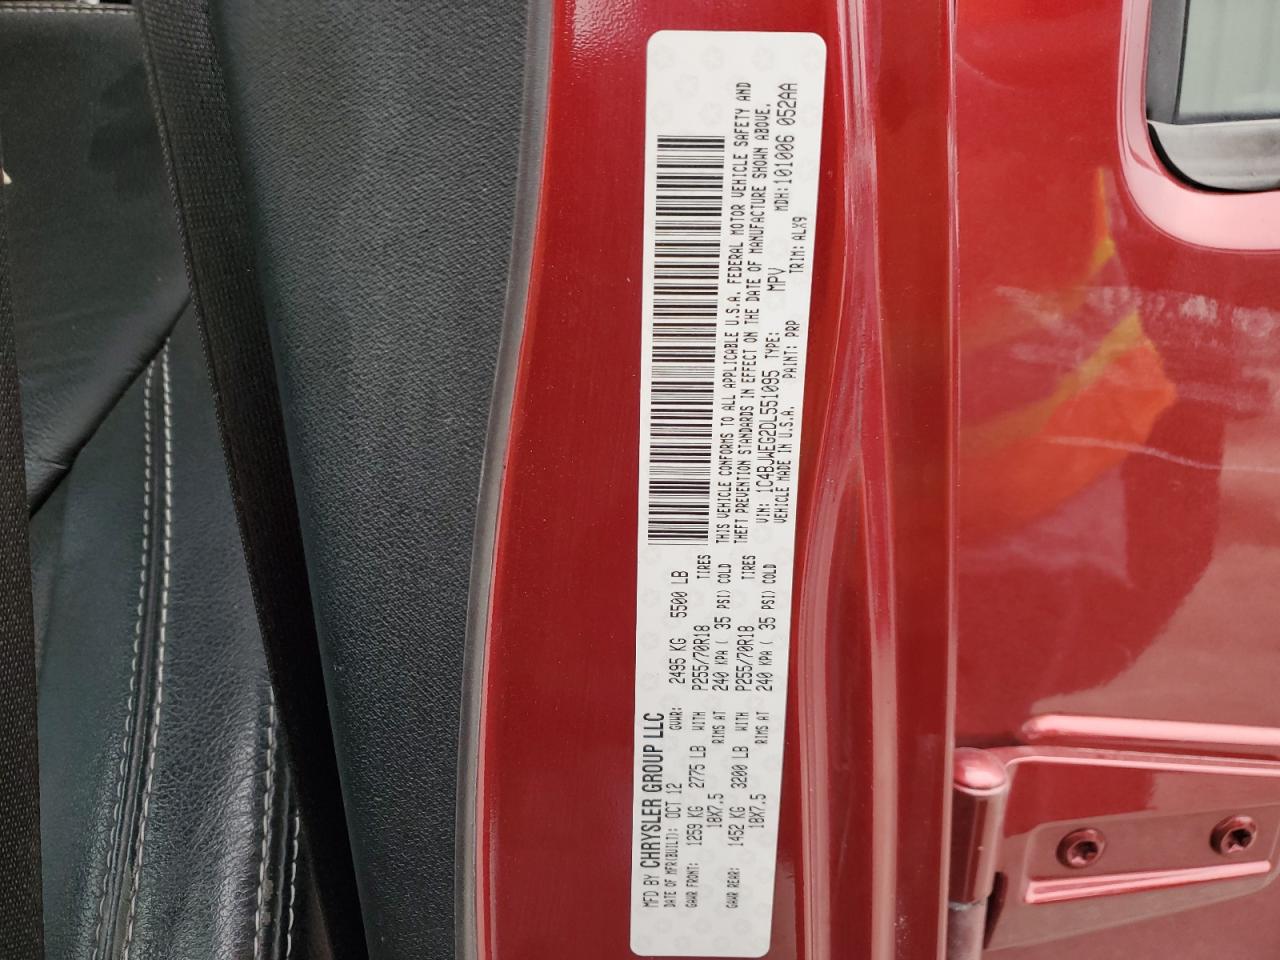 MFD BY CHRYSLER GROUP LLC
DATE OF MFR(BUILT): OCT 12 GVWR: 2495 KG 5500 LB
GAWR FRONT: 1259 KG 2775 LB WITH P255/70R18 TIRES
18X7.5 RIMS AT 240 KPA ( 35 PSI) COLD
GAWR REAR: 1452 KG 3200 LB WITH P255/70R18 TIRES
18X7.5 RIMS AT 240 KPA ( 35 PSI) COLD
THIS VEHICLE CONFORMS TO ALL APPLICABLE U.S.A. FEDERAL MOTOR VEHICLE SAFETY AND
THEFT PREVENTION STANDARDS IN EFFECT ON THE DATE OF MANUFACTURE SHOWN ABOVE.
VIN: 1C4BJWEG2DL551095 TYPE: MPV MDH:101006 052AA
VEHICLE MADE IN U.S.A. PAINT: PRP TRIM: ALX9